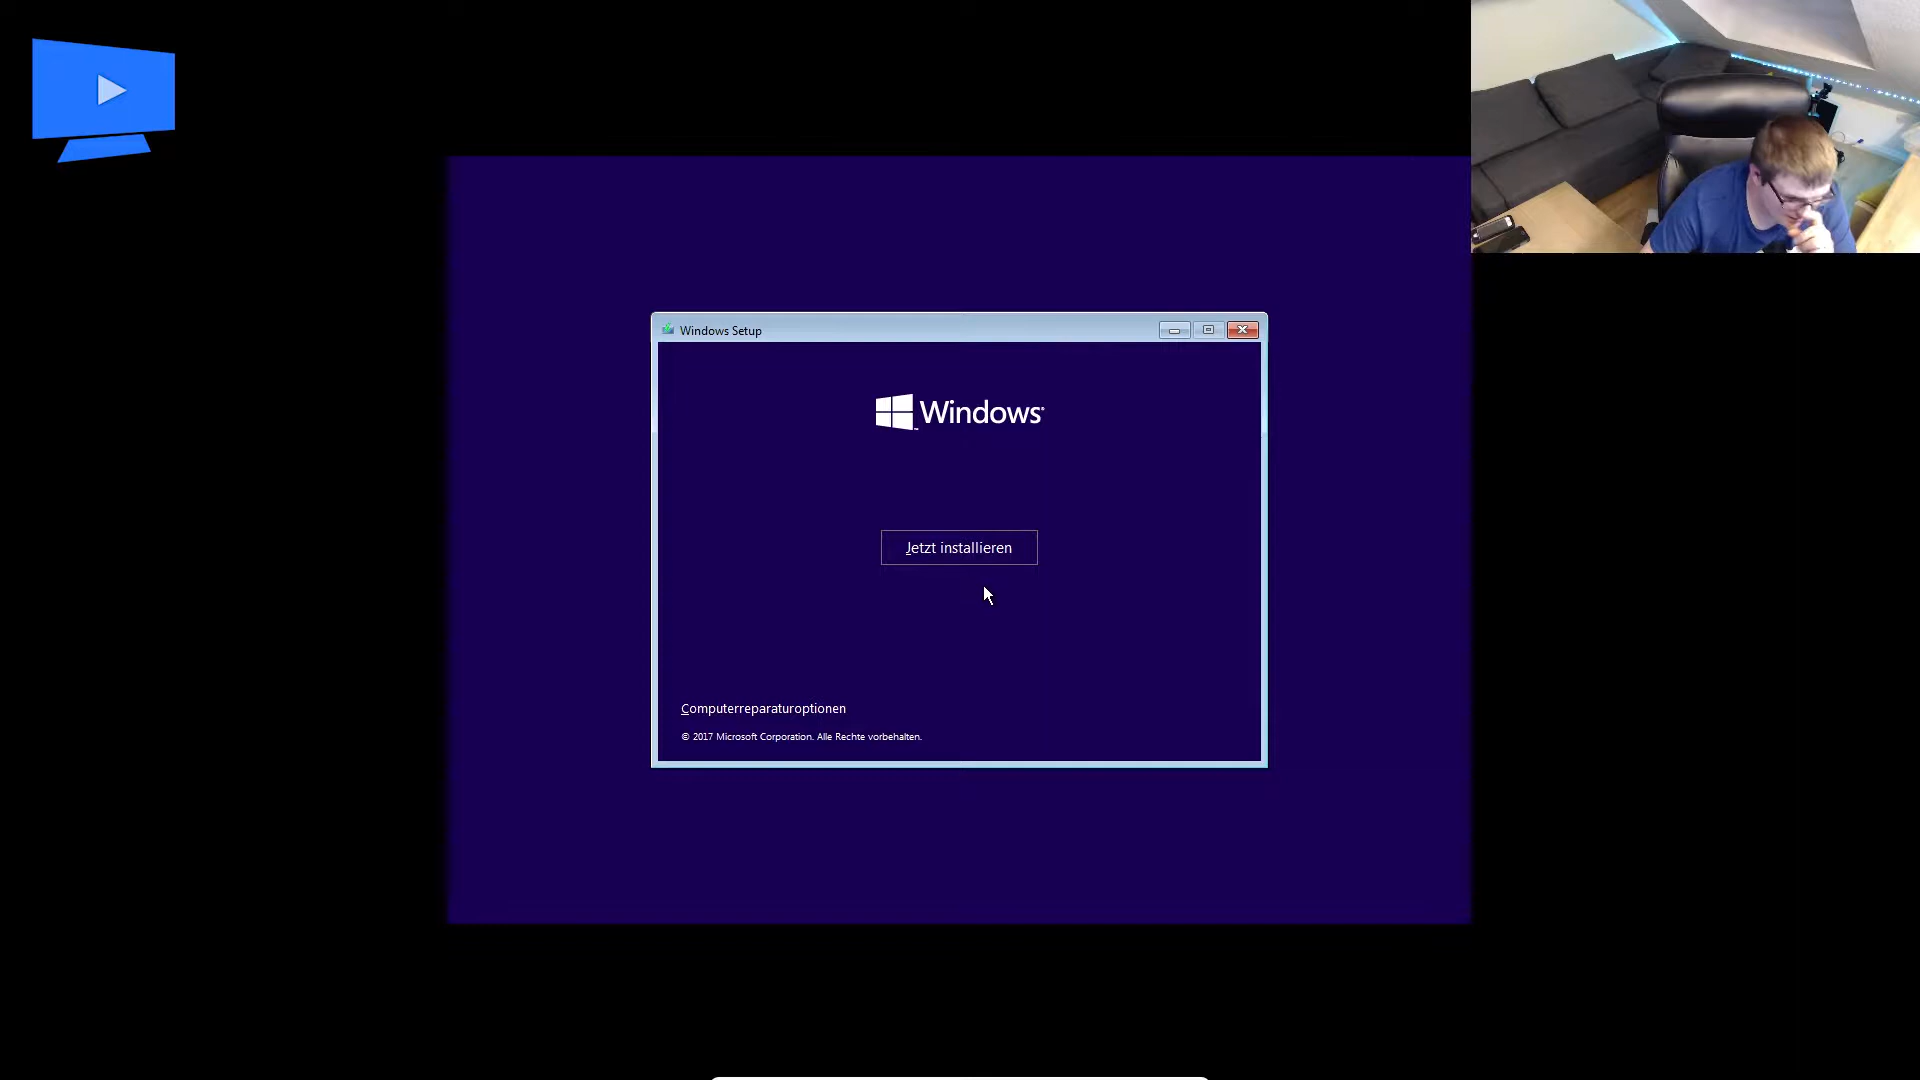 Windows Setup
Windows
Jetzt installieren
Computerreparaturoptionen
© 2017 Microsoft Corporation. Alle Rechte vorbehalten.